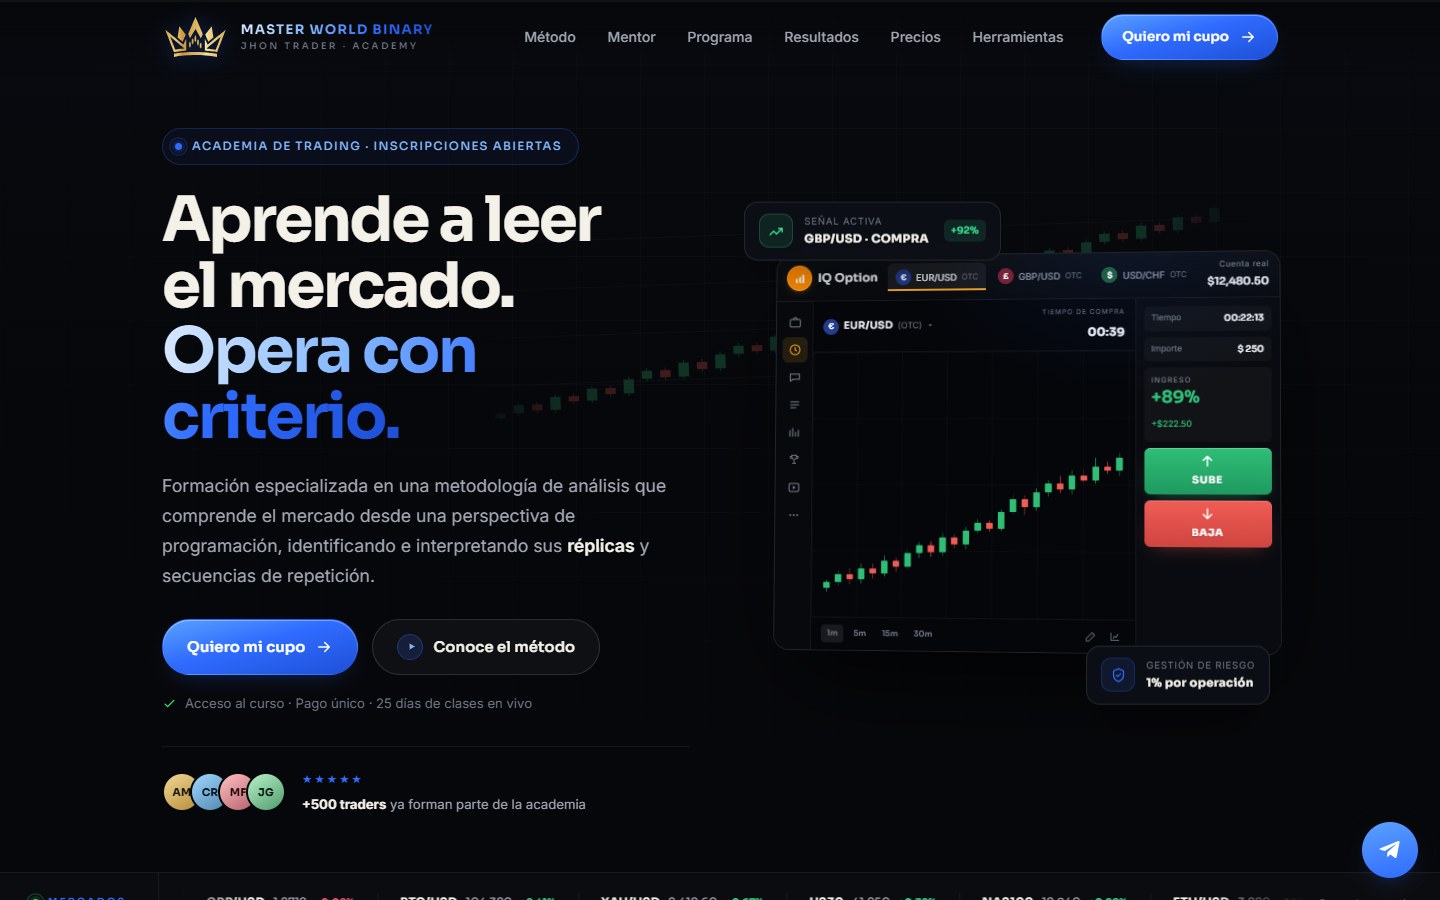 MASTER WORLD BINARY
JHON TRADER · ACADEMY
Método
Mentor
Programa
Resultados
Precios
Herramientas
Quiero mi cupo →
ACADEMIA DE TRADING · INSCRIPCIONES ABIERTAS
Aprende a leer
el mercado.
Opera con
criterio.
Formación especializada en una metodología de análisis que
comprende el mercado desde una perspectiva de
programación, identificando e interpretando sus réplicas y
secuencias de repetición.
Quiero mi cupo →
Conoce el método
Acceso al curso · Pago único · 25 días de clases en vivo
AM CR MF JG
★★★★★
+500 traders ya forman parte de la academia
SEÑAL ACTIVA
GBP/USD · COMPRA
+92%
IQ Option
€ EUR/USD OTC
£ GBP/USD OTC
$ USD/CHF OTC
Cuenta real
$12,480.50
€ EUR/USD (OTC)
TIEMPO DE COMPRA
00:39
Tiempo 00:22:13
Importe $ 250
INGRESO
+89%
+$222.50
↑
SUBE
↓
BAJA
1m 5m 15m 30m
GESTIÓN DE RIESGO
1% por operación